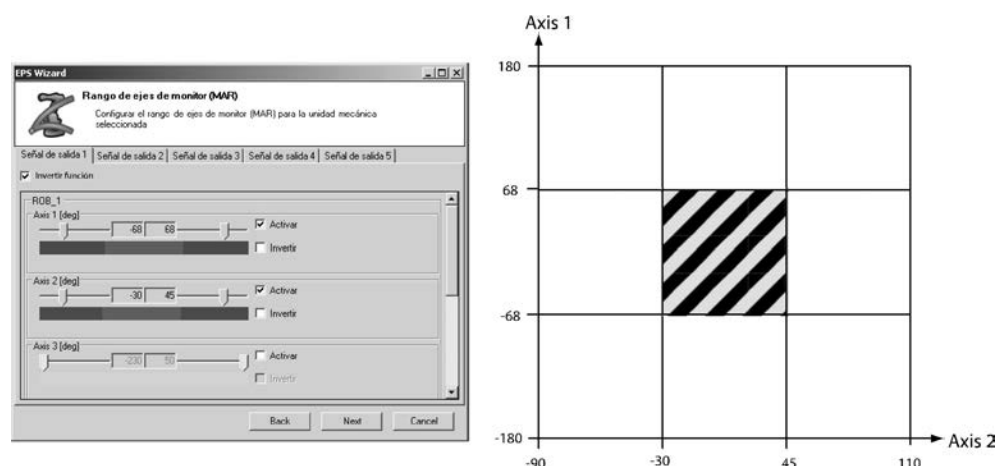 EPS Wizard
Rango de ejes de monitor (MAR)
Configurar el rango de ejes de monitor (MAR) para la unidad mecánica
seleccionada
Señal de salida 1 Señal de salida 2 Señal de salida 3 Señal de salida 4 Señal de salida 5
Invertir función
ROB_1
Axis 1 [deg]
-68 68 Activar
Invertir
Axis 2 [deg]
-30 45 Activar
Invertir
Axis 3 [deg]
-230 50 Activar
Invertir
Back Next Cancel
Axis 1
180
68
-68
-180
Axis 2
-90 -30 45 110